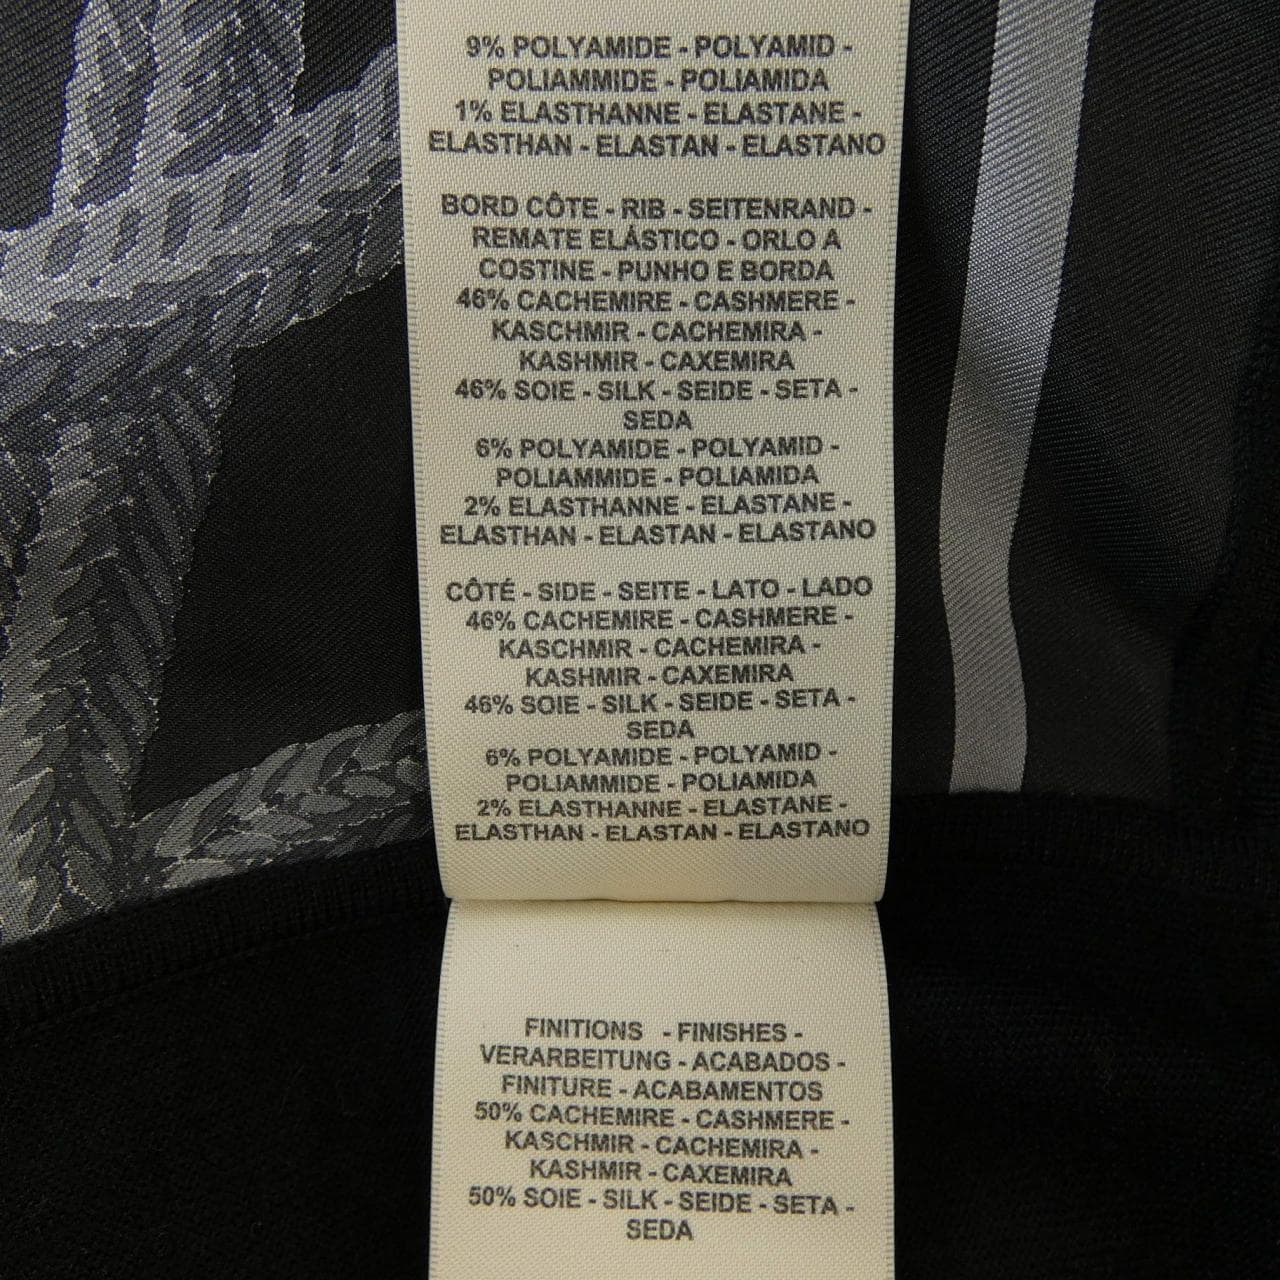 9% POLYAMIDE - POLYAMID -
POLIAMMIDE - POLIAMIDA
1% ELASTHANNE - ELASTANE -
ELASTHAN - ELASTAN - ELASTANO
BORD CÔTE - RIB - SEITENRAND -
REMATE ELÁSTICO - ORLO A
COSTINE - PUNHO E BORDA
46% CACHEMIRE - CASHMERE -
KASCHMIR - CACHEMIRA -
KASHMIR - CAXEMIRA
46% SOIE - SILK - SEIDE - SETA -
SEDA
6% POLYAMIDE - POLYAMID -
POLIAMMIDE - POLIAMIDA
2% ELASTHANNE - ELASTANE -
ELASTHAN - ELASTAN - ELASTANO
CÔTÉ - SIDE - SEITE - LATO - LADO
46% CACHEMIRE - CASHMERE -
KASCHMIR - CACHEMIRA -
KASHMIR - CAXEMIRA
46% SOIE - SILK - SEIDE - SETA -
SEDA
6% POLYAMIDE - POLYAMID -
POLIAMMIDE - POLIAMIDA
2% ELASTHANNE - ELASTANE -
ELASTHAN - ELASTAN - ELASTANO
FINITIONS - FINISHES -
VERARBEITUNG - ACABADOS -
FINITURE - ACABAMENTOS
50% CACHEMIRE - CASHMERE -
KASCHMIR - CACHEMIRA -
KASHMIR - CAXEMIRA
50% SOIE - SILK - SEIDE - SETA -
SEDA